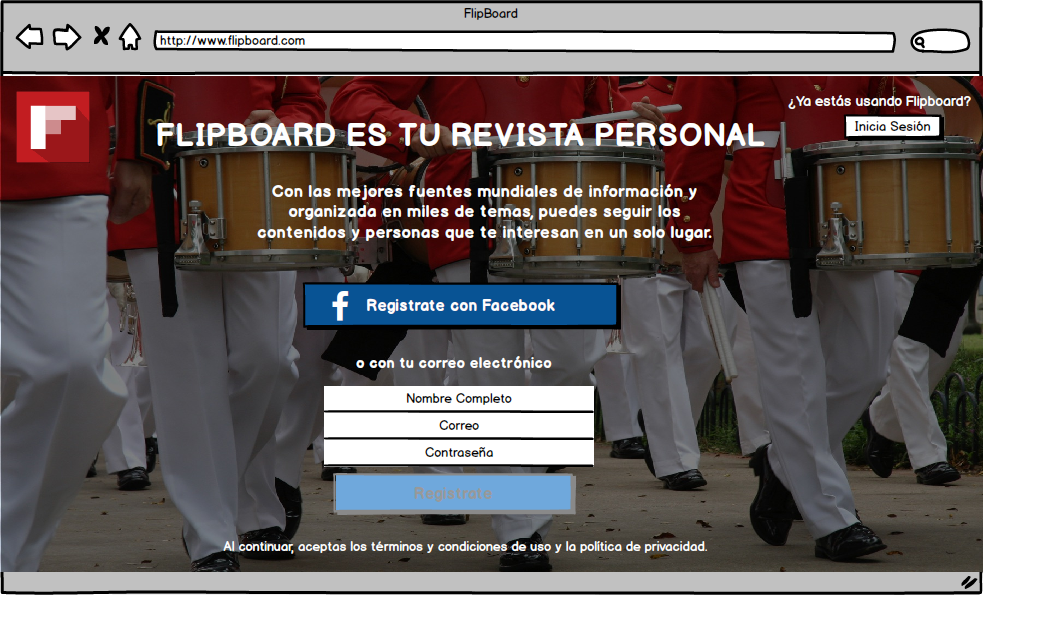 FlipBoard
http://www.flipboard.com
¿Ya estás usando Flipboard?
Inicia Sesión
FLIPBOARD ES TU REVISTA PERSONAL
Con las mejores fuentes mundiales de información y
organizada en miles de temas, puedes seguir los
contenidos y personas que te interesan en un solo lugar.
Registrate con Facebook
o con tu correo electrónico
Nombre Completo
Correo
Contraseña
Registrate
Al continuar, aceptas los términos y condiciones de uso y la política de privacidad.